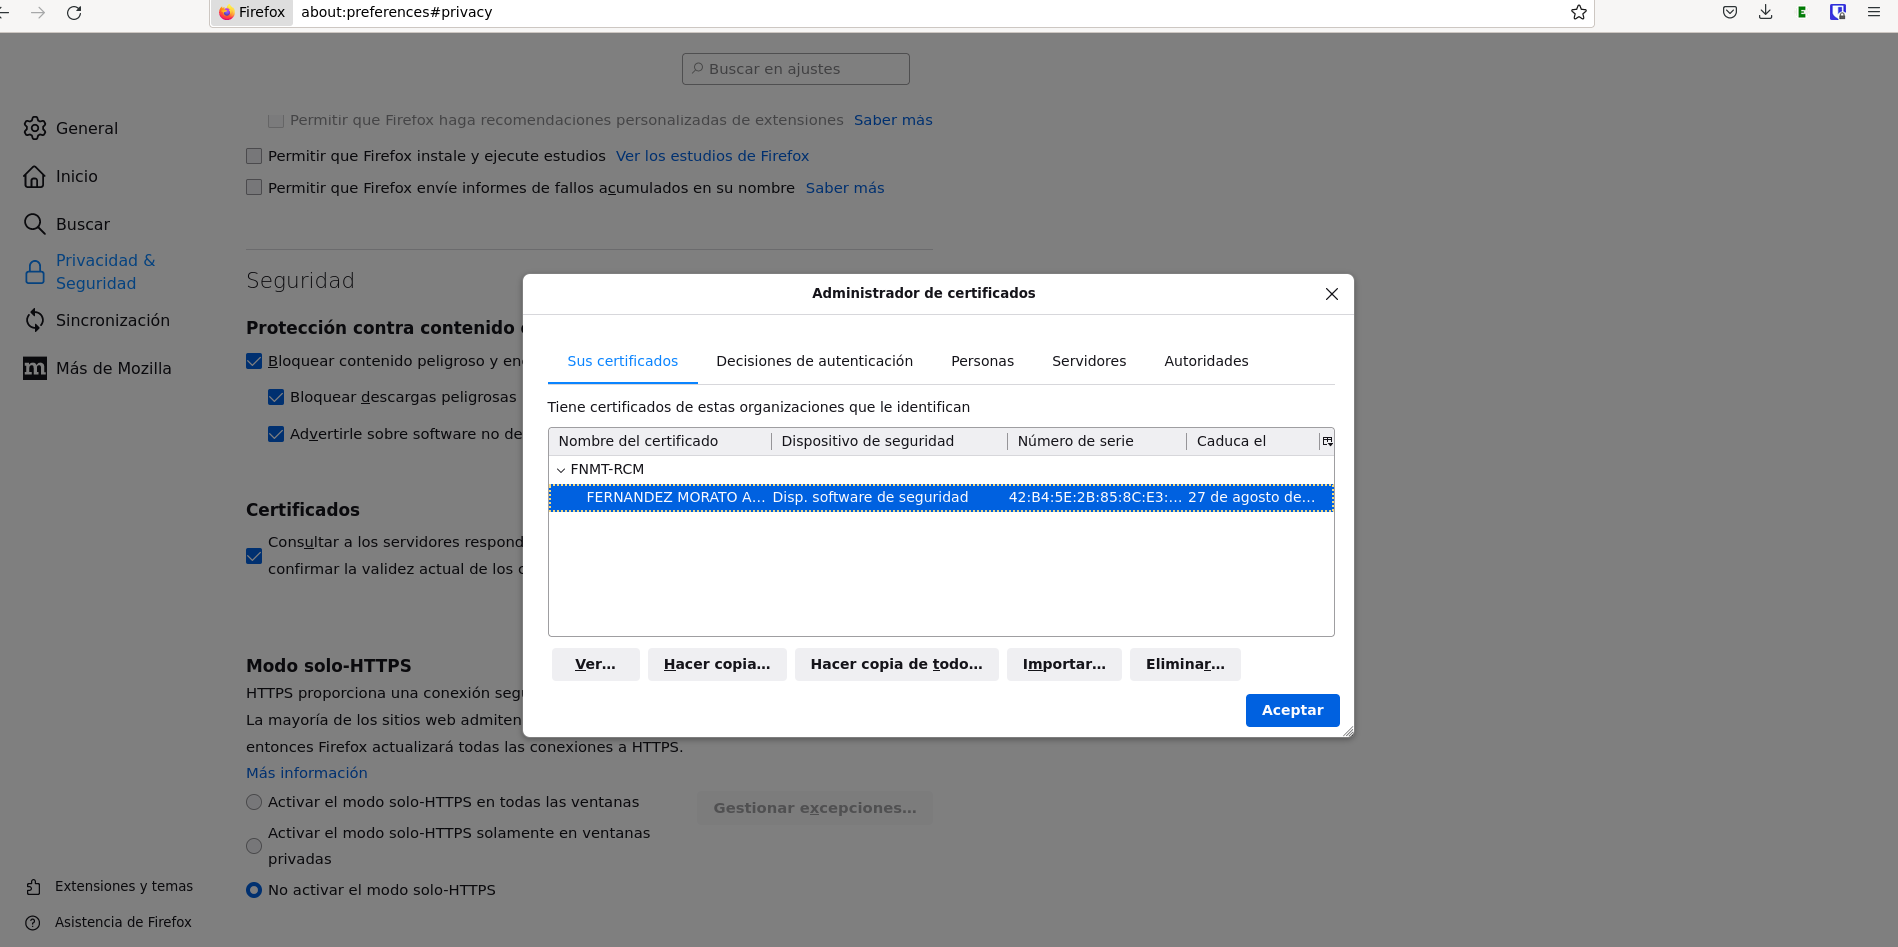 Firefox about:preferences#privacy
Buscar en ajustes
General
Inicio
Buscar
Privacidad &
Seguridad
Sincronización
Más de Mozilla
Extensiones y temas
Asistencia de Firefox
Permitir que Firefox haga recomendaciones personalizadas de extensiones Saber más
Permitir que Firefox instale y ejecute estudios Ver los estudios de Firefox
Permitir que Firefox envíe informes de fallos acumulados en su nombre Saber más
Seguridad
Protección contra contenido
Bloquear contenido peligroso y
Bloquear descargas peligrosas
Advertirle sobre software no
Certificados
Consultar a los servidores
confirmar la validez actual de los
Modo solo-HTTPS
HTTPS proporciona una conexión
La mayoría de los sitios web admiten
entonces Firefox actualizará todas las conexiones a HTTPS.
Más información
Activar el modo solo-HTTPS en todas las ventanas
Gestionar excepciones…
Activar el modo solo-HTTPS solamente en ventanas
privadas
No activar el modo solo-HTTPS
Administrador de certificados
Sus certificados Decisiones de autenticación Personas Servidores Autoridades
Tiene certificados de estas organizaciones que le identifican
Nombre del certificado Dispositivo de seguridad Número de serie Caduca el
FNMT-RCM
FERNANDEZ MORATO A… Disp. software de seguridad 42:B4:5E:2B:85:8C:E3:… 27 de agosto de…
Ver… Hacer copia… Hacer copia de todo… Importar… Eliminar…
Aceptar